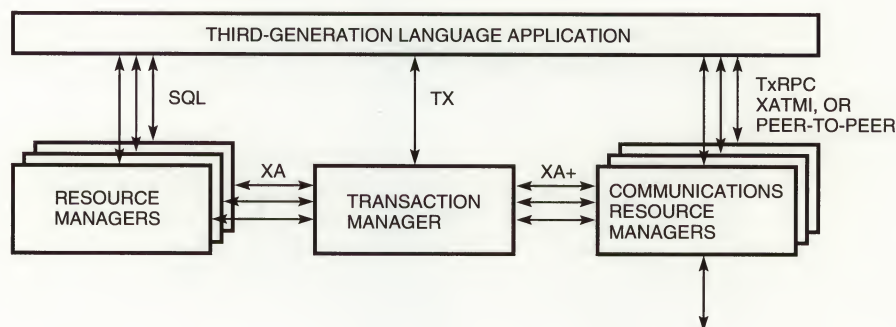 THIRD-GENERATION LANGUAGE APPLICATION
SQL
TX
TxRPC
XATMI, OR
PEER-TO-PEER
RESOURCE
MANAGERS
XA
TRANSACTION
MANAGER
XA+
COMMUNICATIONS
RESOURCE
MANAGERS